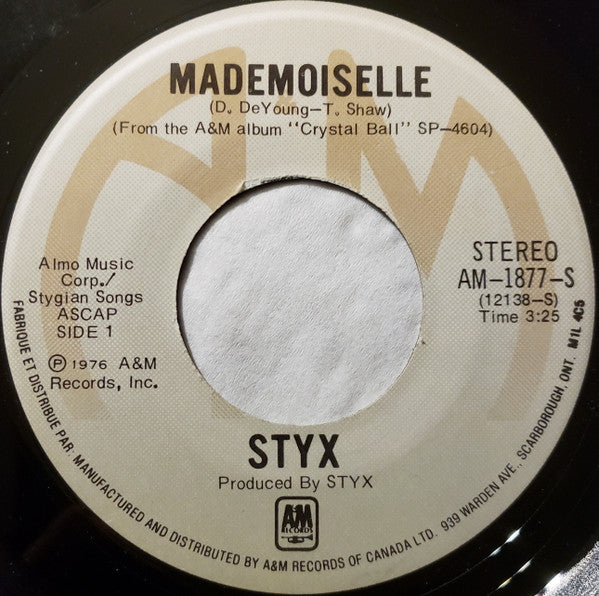 MADEMOISELLE
(D. DeYoung-T. Shaw)
(From the A&M album "Crystal Ball" SP-4604)
Almo Music
Corp./
Stygian Songs
ASCAP
SIDE 1
Ⓟ 1976 A&M
Records, Inc.
STEREO
AM-1877-S
(12138-S)
Time 3:25
STYX
Produced By STYX
A&M
RECORDS
FABRIQUE ET DISTRIBUE PAR: MANUFACTURED AND DISTRIBUTED BY A&M RECORDS OF CANADA LTD. 939 WARDEN AVE., SCARBOROUGH, ONT. M1L 4C5